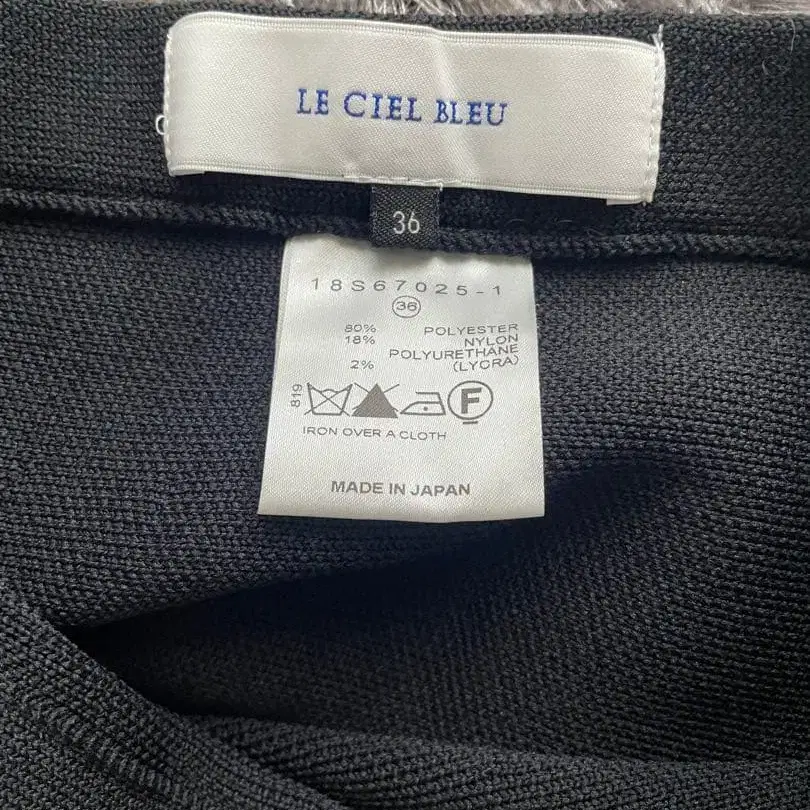 LE CIEL BLEU
36
18S67025-1
36
80% POLYESTER
18% NYLON
POLYURETHANE
2% (LYCRA)
819
F
IRON OVER A CLOTH
MADE IN JAPAN